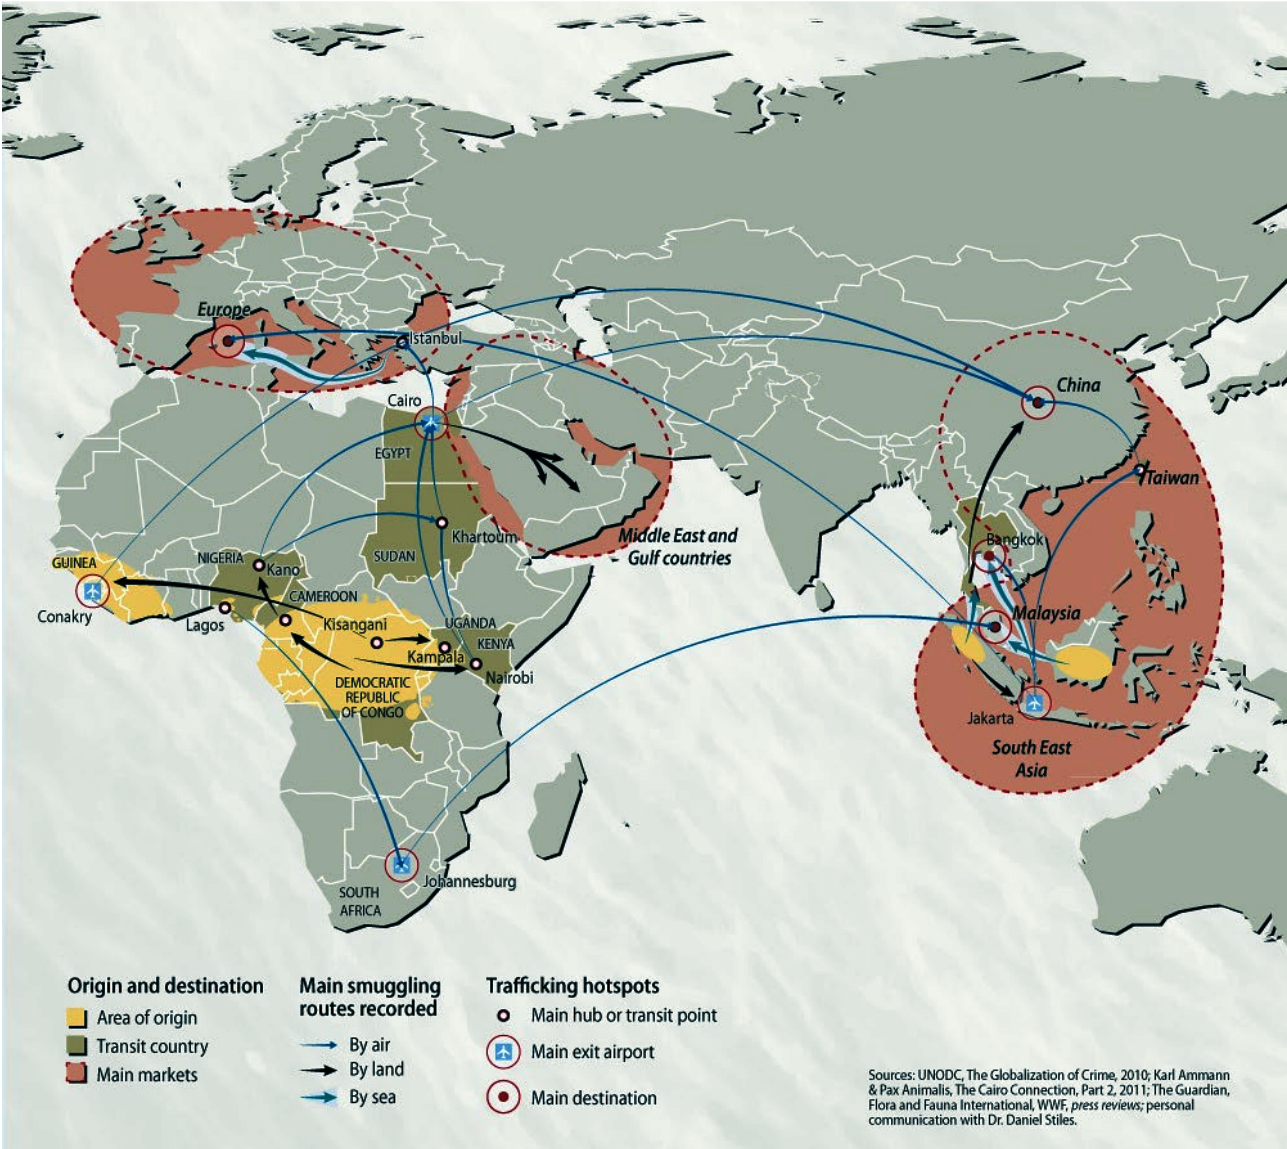 Europe
Istanbul
Cairo
EGYPT
China
Taiwan
Khartoum
SUDAN
Middle East and
Gulf countries
Bangkok
NIGERIA
Kano
GUINEA
Conakry
Lagos
CAMEROON
Kisangani
UGANDA
Kampala
KENYA
Nairobi
DEMOCRATIC
REPUBLIC
OF CONGO
Malaysia
Jakarta
South East
Asia
Johannesburg
SOUTH
AFRICA
Origin and destination
Area of origin
Transit country
Main markets
Main smuggling
routes recorded
By air
By land
By sea
Trafficking hotspots
Main hub or transit point
Main exit airport
Main destination
Sources: UNODC, The Globalization of Crime, 2010; Karl Ammann
& Pax Animalis, The Cairo Connection, Part 2, 2011; The Guardian,
Flora and Fauna International, WWF, press reviews; personal
communication with Dr. Daniel Stiles.